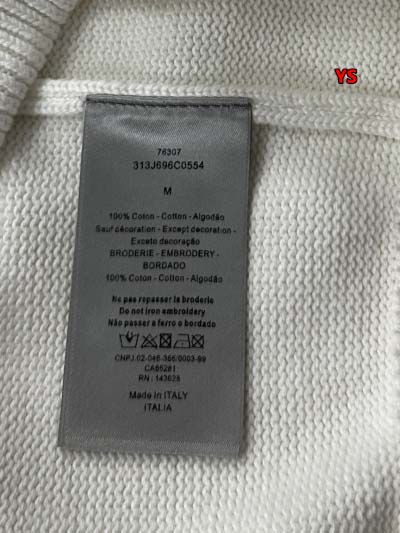 YS
76307
313J696C0554
M
100% Coton - Cotton - Algodão
Sauf décoration - Except decoration -
Exceto decoração
BRODERIE - EMBRODERY -
BORDADO
100% Coton - Cotton - Algodão
Ne pas repasser la broderie
Do not iron embroidery
Não passar a ferro o bordado
CNPJ.02-046-366/0003-99
CA85281
RN : 143628
Made in ITALY
ITALIA